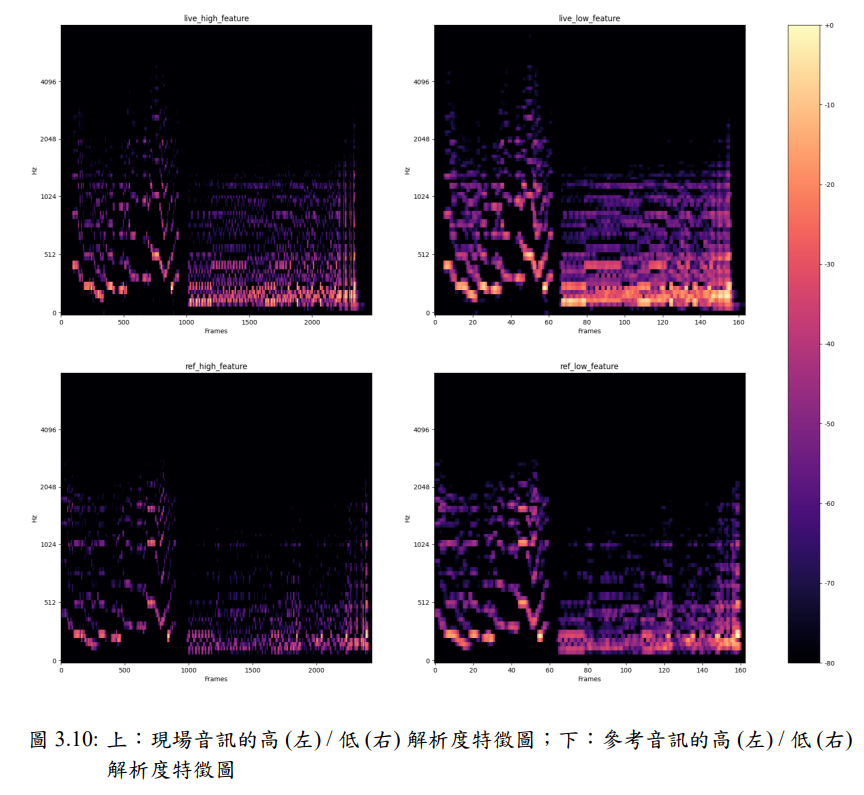 live_high_feature
4096
2048
1024
512
0
Hz
0 500 1000 1500 2000
Frames
live_low_feature
4096
2048
1024
512
0
Hz
0 20 40 60 80 100 120 140 160
Frames
+0
-10
-20
-30
-40
-50
-60
-70
-80
ref_high_feature
4096
2048
1024
512
0
Hz
0 500 1000 1500 2000
Frames
ref_low_feature
4096
2048
1024
512
0
Hz
0 20 40 60 80 100 120 140 160
Frames
圖 3.10: 上：現場音訊的高 (左) / 低 (右) 解析度特徵圖；下：參考音訊的高 (左) / 低 (右)
解析度特徵圖